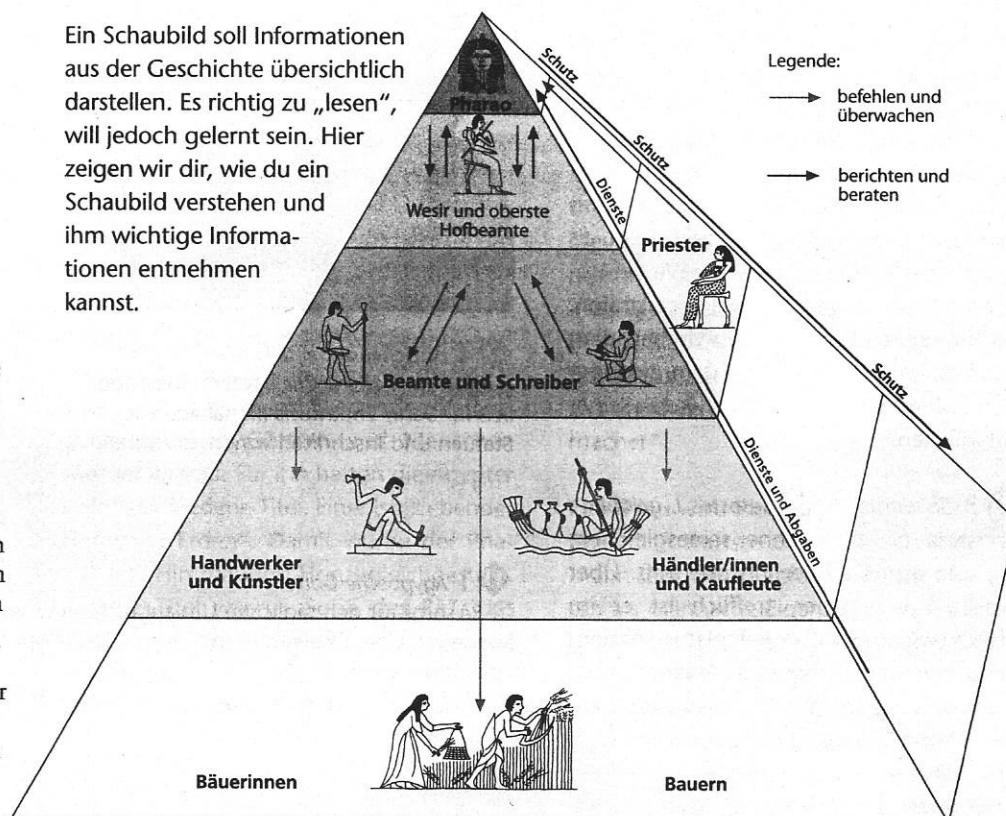 Ein Schaubild soll Informationen
aus der Geschichte übersichtlich
darstellen. Es richtig zu „lesen“,
will jedoch gelernt sein. Hier
zeigen wir dir, wie du ein
Schaubild verstehen und
ihm wichtige Informa-
tionen entnehmen
kannst.
Legende:
befehlen und
überwachen
berichten und
beraten
Pharao
Wesir und oberste
Hofbeamte
Beamte und Schreiber
Handwerker
und Künstler
Händler/innen
und Kaufleute
Bäuerinnen
Bauern
Schutz
Schutz
Dienste
Priester
Schutz
Dienste und Abgaben